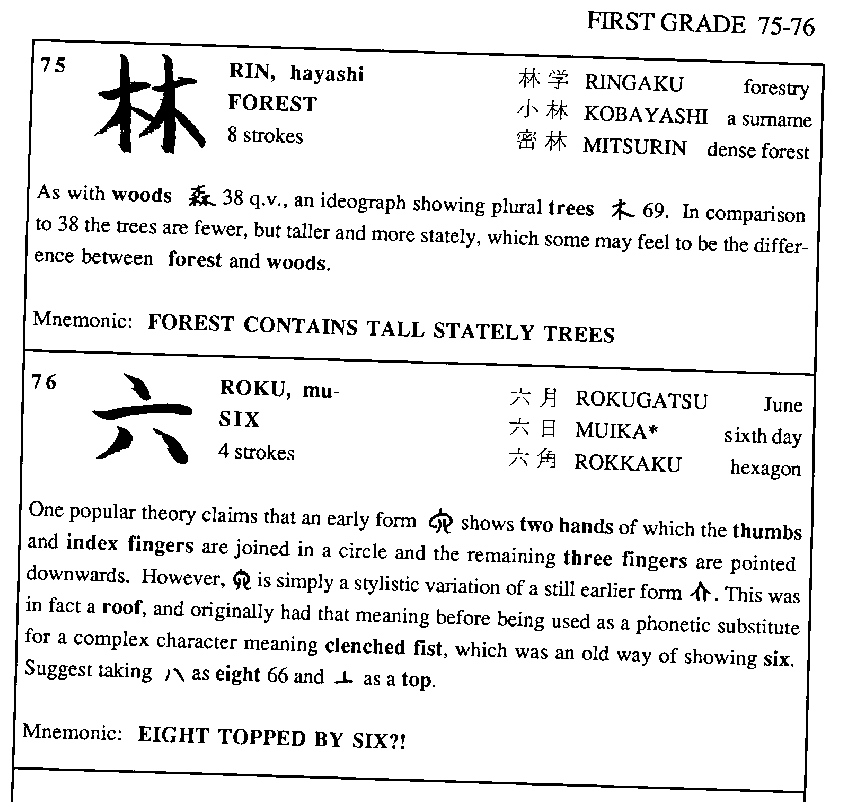 FIRST GRADE 75-76
75
林
RIN, hayashi
FOREST
8 strokes
林学 RINGAKU forestry
小林 KOBAYASHI a surname
密林 MITSURIN dense forest
As with woods 森 38 q.v., an ideograph showing plural trees 木 69. In comparison
to 38 the trees are fewer, but taller and more stately, which some may feel to be the differ-
ence between forest and woods.
Mnemonic: FOREST CONTAINS TALL STATELY TREES
76
六
ROKU, mu-
SIX
4 strokes
六月 ROKUGATSU June
六日 MUIKA* sixth day
六角 ROKKAKU hexagon
One popular theory claims that an early form shows two hands of which the thumbs
and index fingers are joined in a circle and the remaining three fingers are pointed
downwards. However, is simply a stylistic variation of a still earlier form . This was
in fact a roof, and originally had that meaning before being used as a phonetic substitute
for a complex character meaning clenched fist, which was an old way of showing six.
Suggest taking 八 as eight 66 and 亠 as a top.
Mnemonic: EIGHT TOPPED BY SIX?!